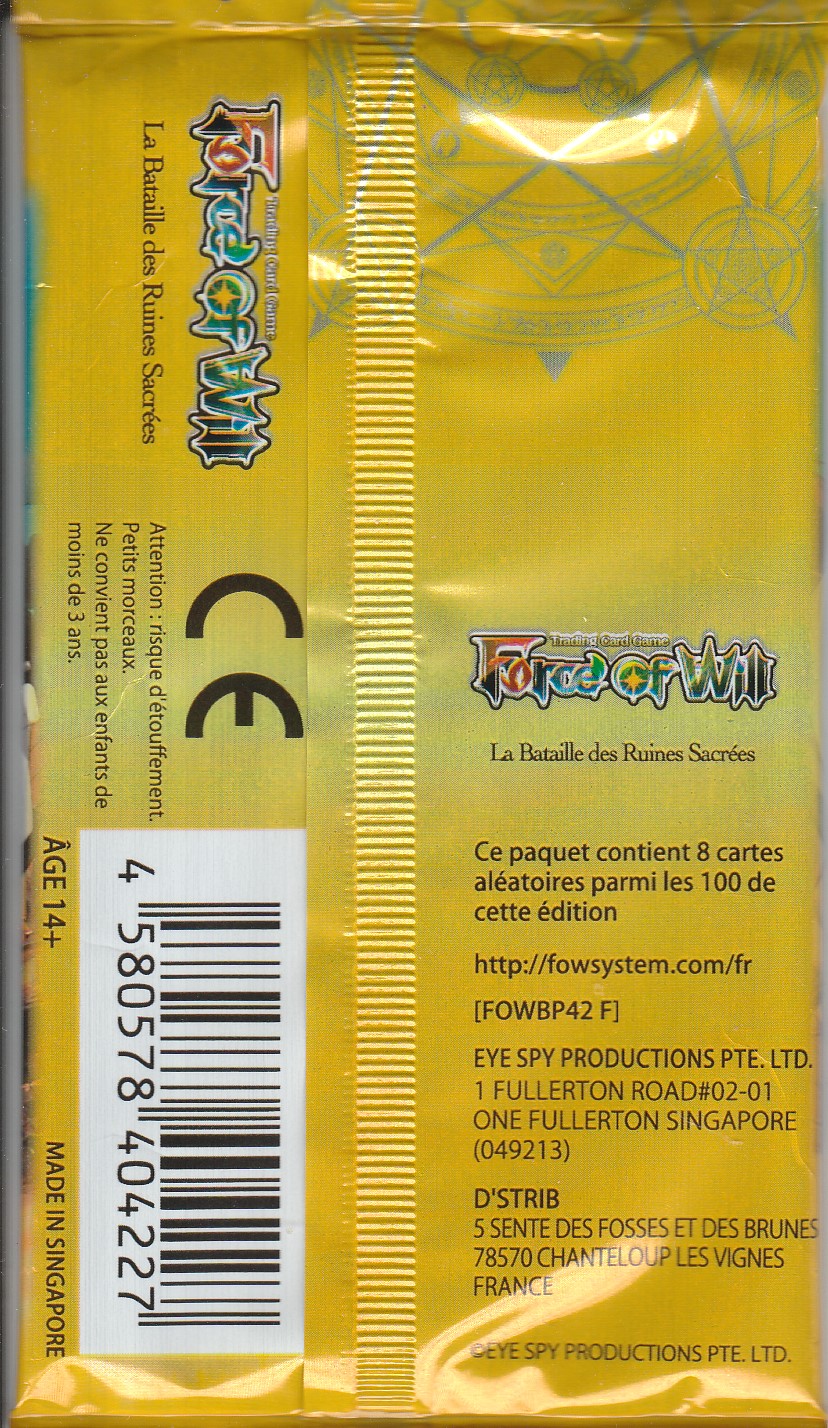 Trading Card Game
Force Of Will
La Bataille des Ruines Sacrées
Attention : risque d'étouffement.
Petits morceaux.
Ne convient pas aux enfants de
moins de 3 ans.
CE
4 580578 404227
ÂGE 14+
MADE IN SINGAPORE
Trading Card Game
Force Of Will
La Bataille des Ruines Sacrées
Ce paquet contient 8 cartes
aléatoires parmi les 100 de
cette édition
http://fowsystem.com/fr
[FOWBP42 F]
EYE SPY PRODUCTIONS PTE. LTD.
1 FULLERTON ROAD#02-01
ONE FULLERTON SINGAPORE
(049213)
D'STRIB
5 SENTE DES FOSSES ET DES BRUNES
78570 CHANTELOUP LES VIGNES
FRANCE
©EYE SPY PRODUCTIONS PTE. LTD.